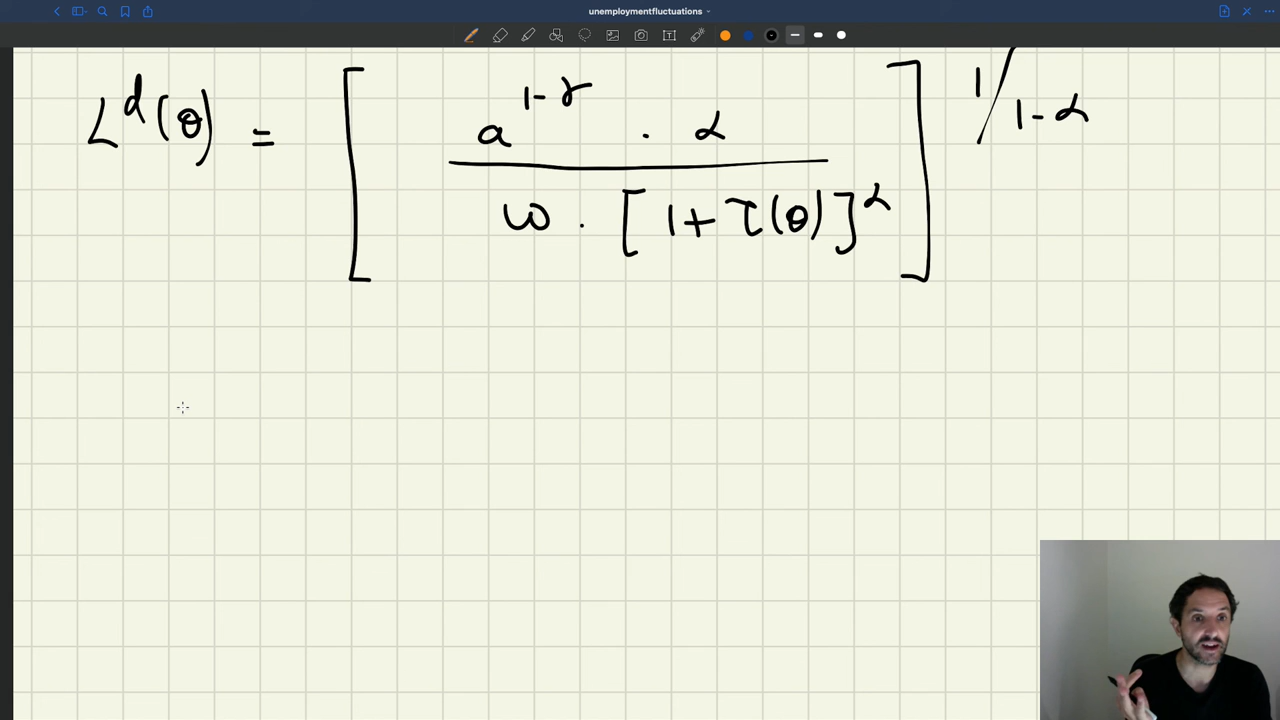 unemploymentfluctuations
L^d(θ) = [ a^{1-γ} · α / ω · [1+τ(θ)]^α ]^{1/1-α}